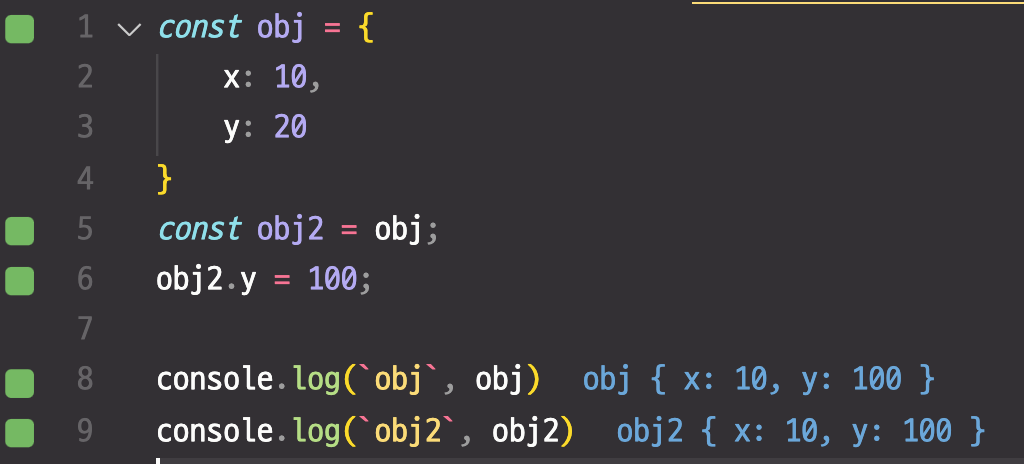 1 const obj = {
2 x: 10,
3 y: 20
4 }
5 const obj2 = obj;
6 obj2.y = 100;
7
8 console.log(`obj`, obj) obj { x: 10, y: 100 }
9 console.log(`obj2`, obj2) obj2 { x: 10, y: 100 }